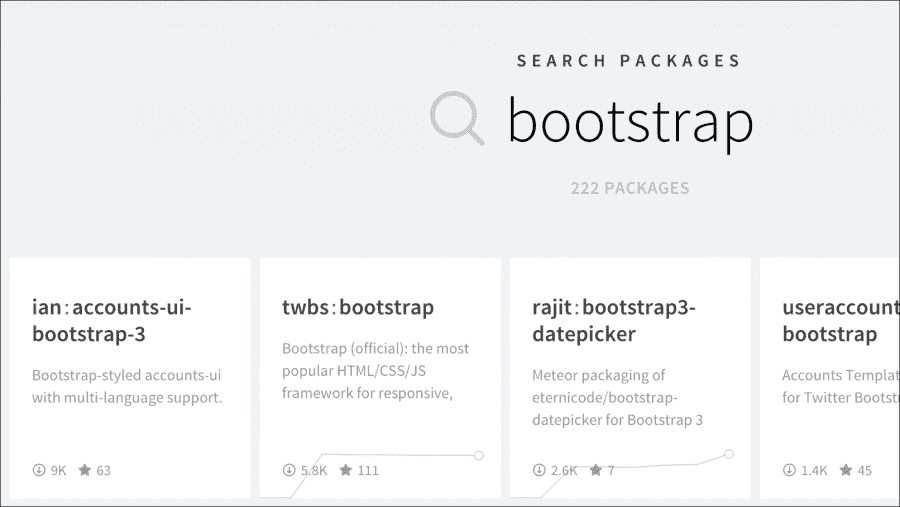 SEARCH PACKAGES
bootstrap
222 PACKAGES
ian:accounts-ui-
bootstrap-3
Bootstrap-styled accounts-ui
with multi-language support.
9K 63
twbs:bootstrap
Bootstrap (official): the most
popular HTML/CSS/JS
framework for responsive,
5.8K 111
rajit:bootstrap3-
datepicker
Meteor packaging of
eternicode/bootstrap-
datepicker for Bootstrap 3
2.6K 7
useraccount
bootstrap
Accounts Templat
for Twitter Bootst
1.4K 45